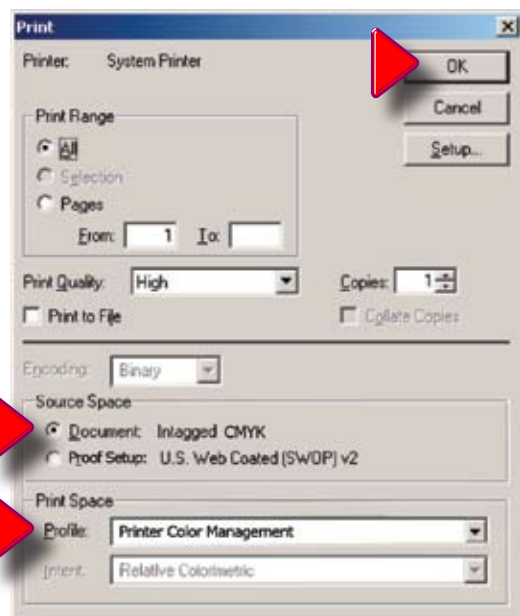 Print
Printer: System Printer
OK
Cancel
Setup...
Print Range
All
Selection
Pages
From: 1 To:
Print Quality: High
Copies: 1
Print to File
Collate Copies
Encoding: Binary
Source Space
Document: Intagged CMYK
Proof Setup: U.S. Web Coated (SWOP) v2
Print Space
Profile: Printer Color Management
Intent: Relative Colorimetric